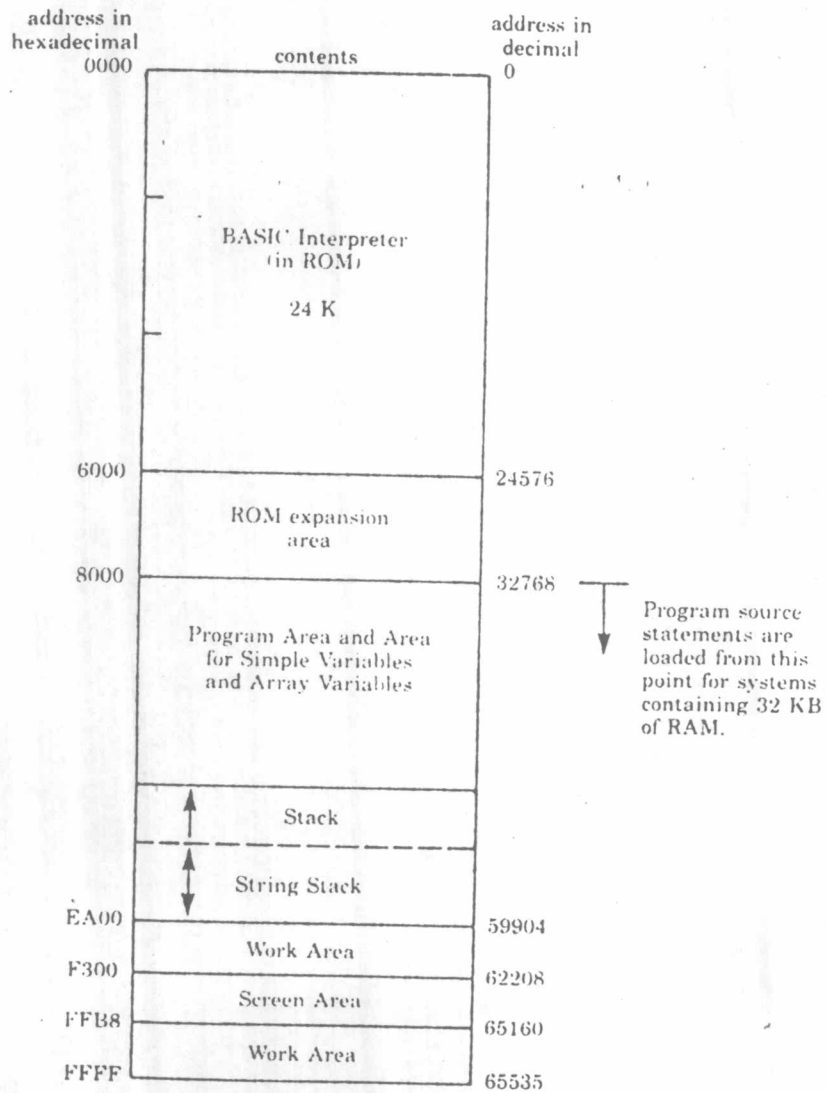 address in
hexadecimal
0000
contents
address in
decimal
0
BASIC Interpreter
(in ROM)
24 K
6000
24576
ROM expansion
area
8000
32768
Program Area and Area
for Simple Variables
and Array Variables
Program source
statements are
loaded from this
point for systems
containing 32 KB
of RAM.
Stack
String Stack
EA00
59904
Work Area
F300
62208
Screen Area
FFB8
65160
Work Area
FFFF
65535